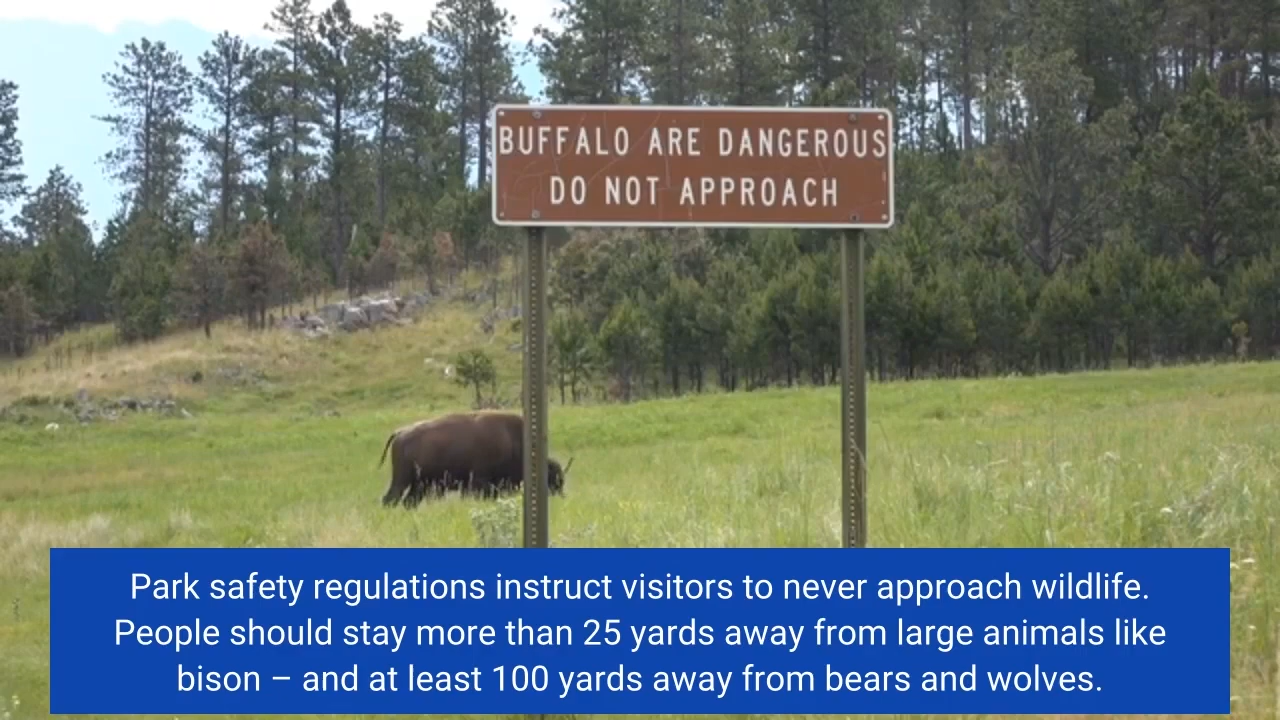 BUFFALO ARE DANGEROUS
DO NOT APPROACH
Park safety regulations instruct visitors to never approach wildlife.
People should stay more than 25 yards away from large animals like
bison – and at least 100 yards away from bears and wolves.